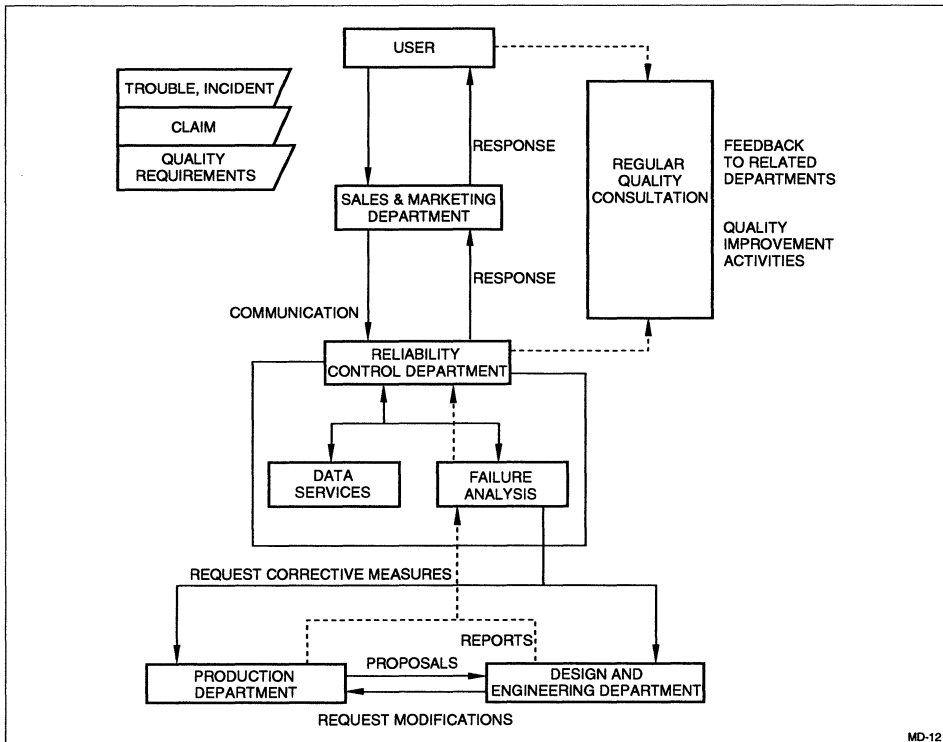 USER
TROUBLE, INCIDENT
CLAIM
QUALITY
REQUIREMENTS
RESPONSE
REGULAR
QUALITY
CONSULTATION
FEEDBACK
TO RELATED
DEPARTMENTS
QUALITY
IMPROVEMENT
ACTIVITIES
SALES & MARKETING
DEPARTMENT
RESPONSE
COMMUNICATION
RELIABILITY
CONTROL DEPARTMENT
DATA
SERVICES
FAILURE
ANALYSIS
REQUEST CORRECTIVE MEASURES
REPORTS
PROPOSALS
PRODUCTION
DEPARTMENT
DESIGN AND
ENGINEERING DEPARTMENT
REQUEST MODIFICATIONS
MD-12